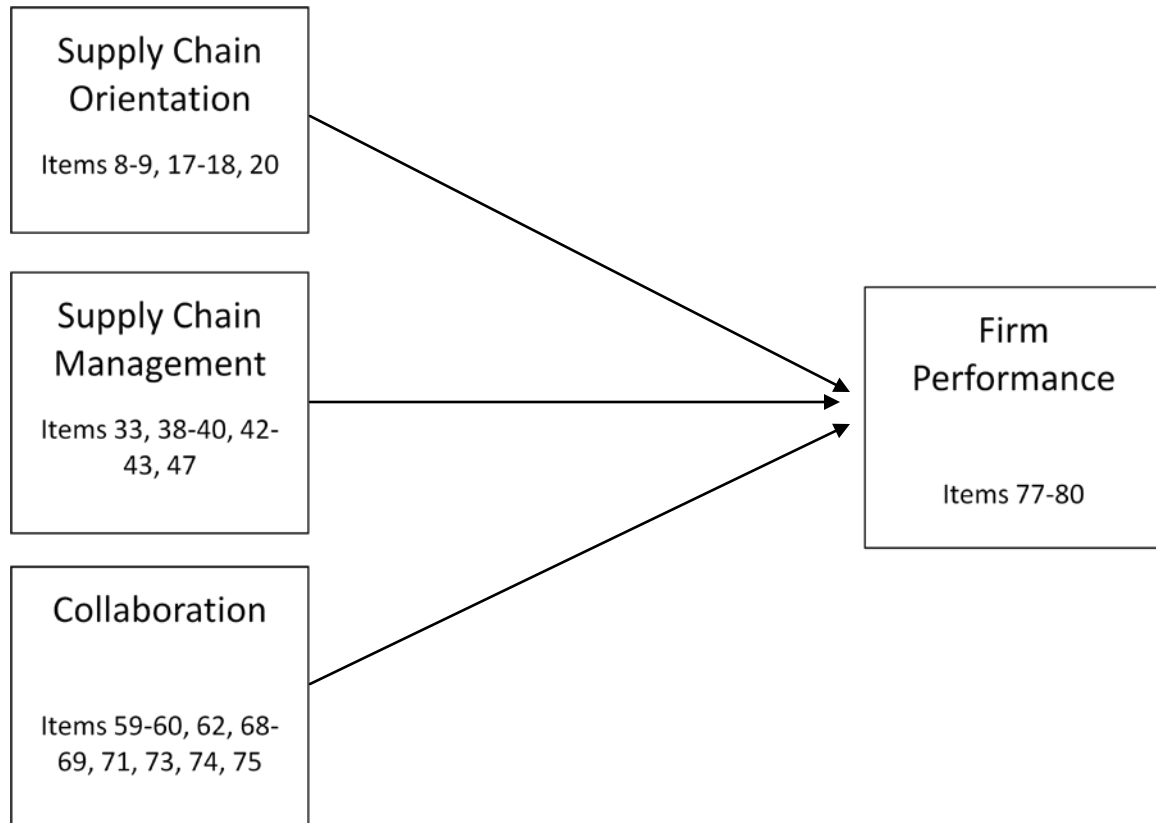 Supply Chain
Orientation
Items 8-9, 17-18, 20
Supply Chain
Management
Items 33, 38-40, 42-
43, 47
Collaboration
Items 59-60, 62, 68-
69, 71, 73, 74, 75
Firm
Performance
Items 77-80